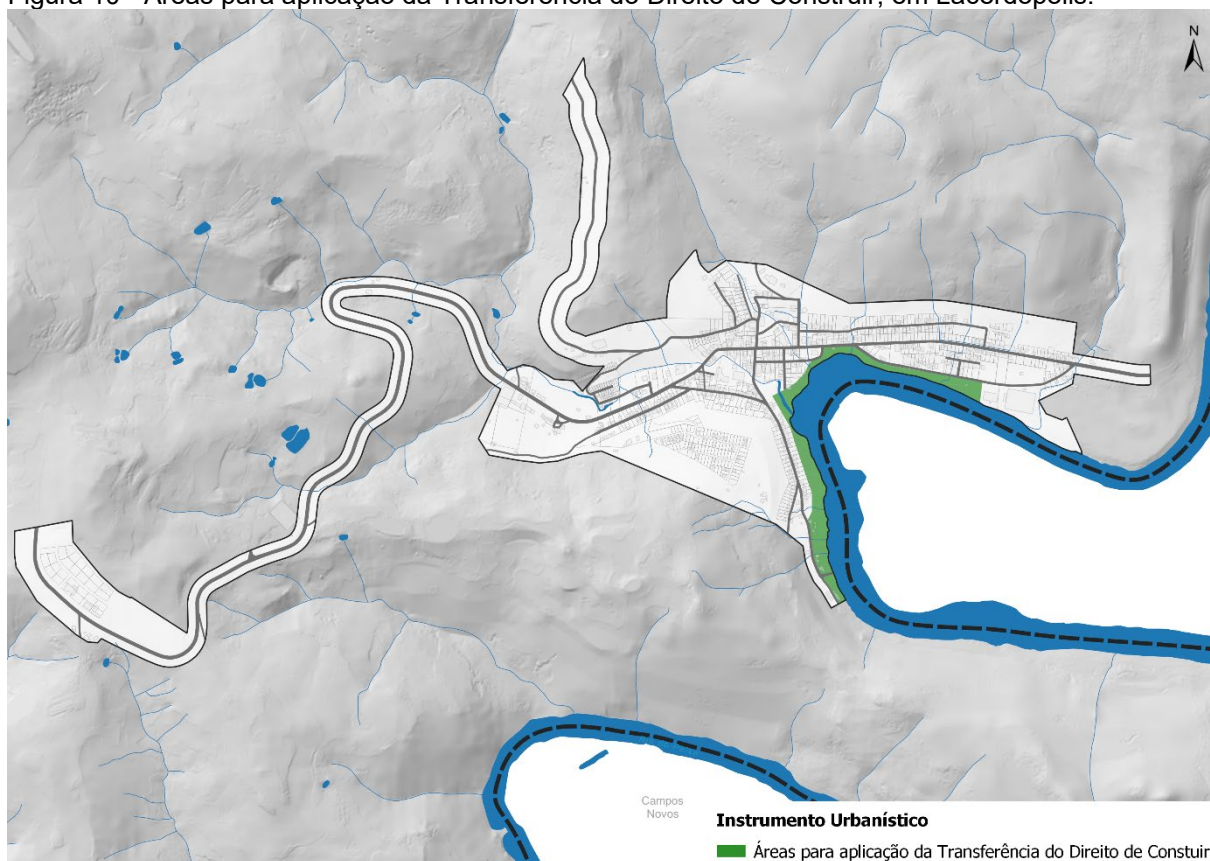 Figura 10 - Áreas para aplicação da Transferência do Direito de Construir, em Lacerdópolis.
N
Campos
Novos
Instrumento Urbanístico
Áreas para aplicação da Transferência do Direito de Constuir